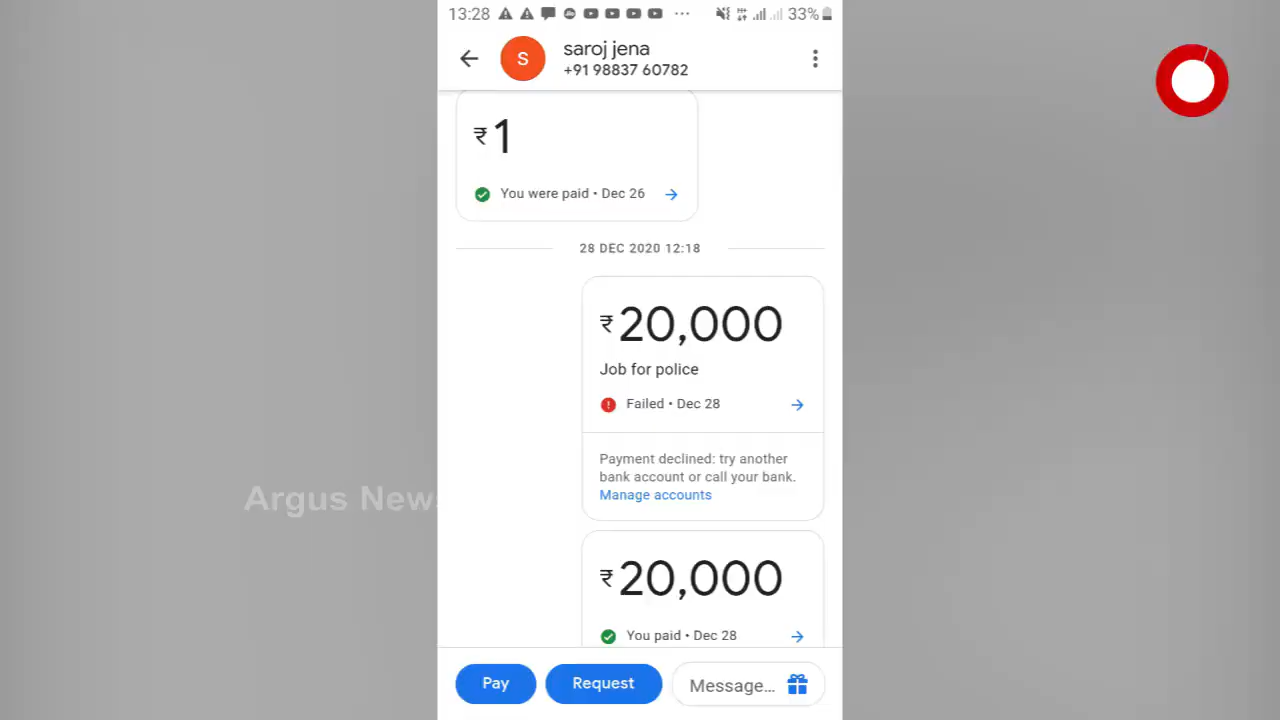 13:28
33%
saroj jena
+91 98837 60782
₹1
You were paid • Dec 26
28 DEC 2020 12:18
₹20,000
Job for police
Failed • Dec 28
Payment declined: try another
bank account or call your bank.
Manage accounts
Argus News
₹20,000
You paid • Dec 28
Pay
Request
Message...
S